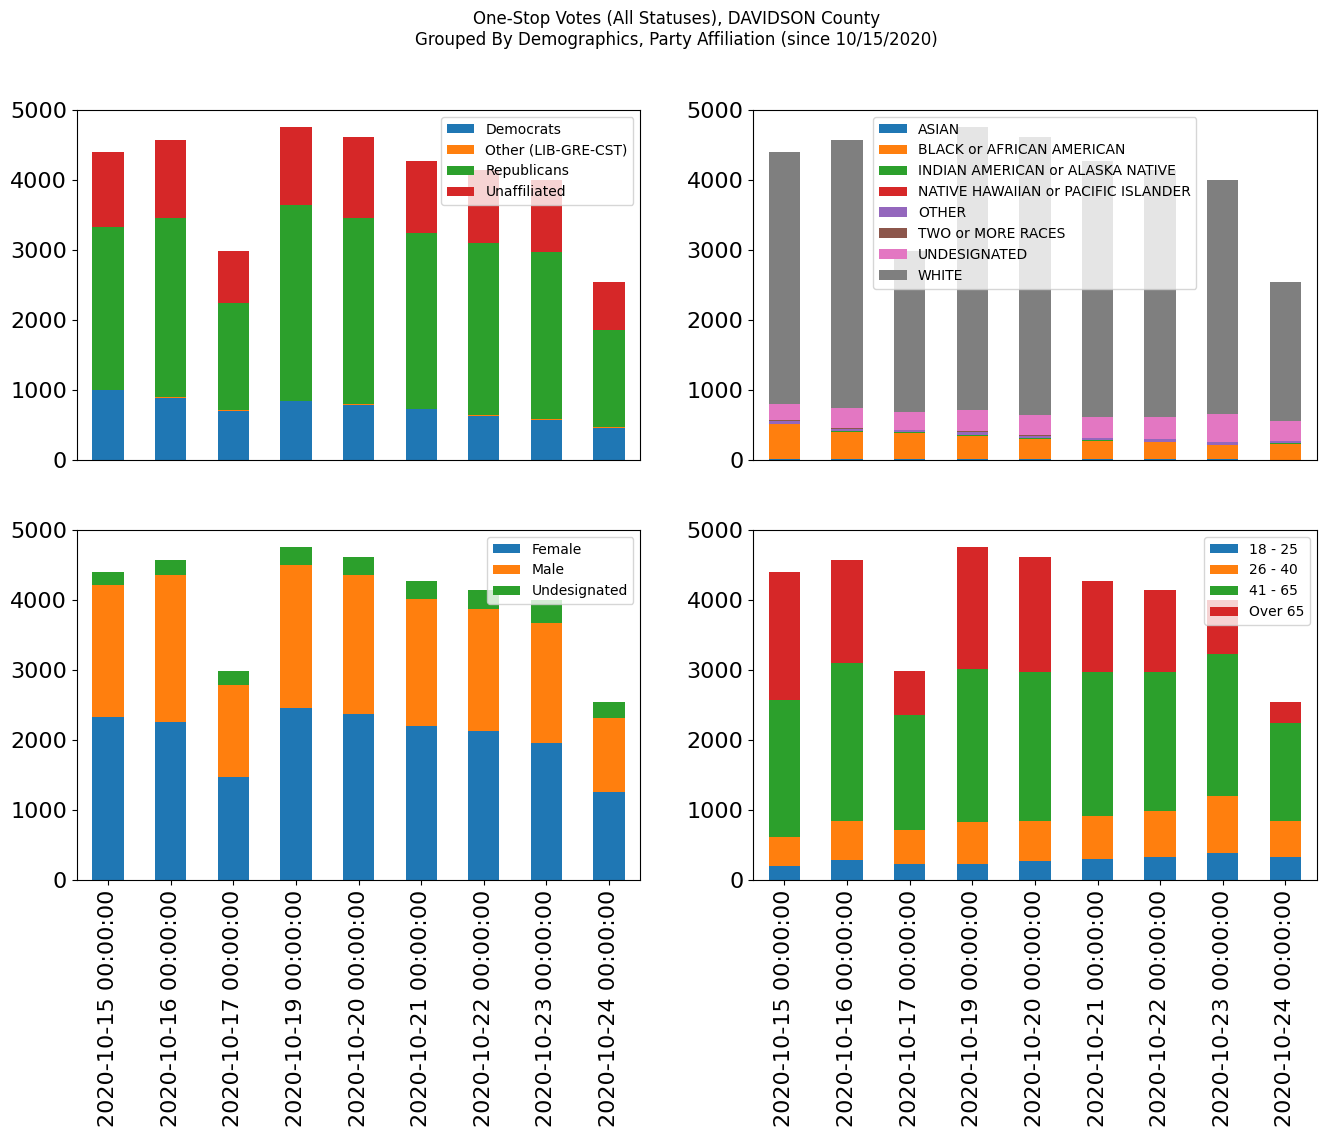 One-Stop Votes (All Statuses), DAVIDSON County
Grouped By Demographics, Party Affiliation (since 10/15/2020)
5000
4000
3000
2000
1000
0
Democrats
Other (LIB-GRE-CST)
Republicans
Unaffiliated
5000
4000
3000
2000
1000
0
ASIAN
BLACK or AFRICAN AMERICAN
INDIAN AMERICAN or ALASKA NATIVE
NATIVE HAWAIIAN or PACIFIC ISLANDER
OTHER
TWO or MORE RACES
UNDESIGNATED
WHITE
5000
4000
3000
2000
1000
0
Female
Male
Undesignated
2020-10-15 00:00:00
2020-10-16 00:00:00
2020-10-17 00:00:00
2020-10-19 00:00:00
2020-10-20 00:00:00
2020-10-21 00:00:00
2020-10-22 00:00:00
2020-10-23 00:00:00
2020-10-24 00:00:00
5000
4000
3000
2000
1000
0
18 - 25
26 - 40
41 - 65
Over 65
2020-10-15 00:00:00
2020-10-16 00:00:00
2020-10-17 00:00:00
2020-10-19 00:00:00
2020-10-20 00:00:00
2020-10-21 00:00:00
2020-10-22 00:00:00
2020-10-23 00:00:00
2020-10-24 00:00:00